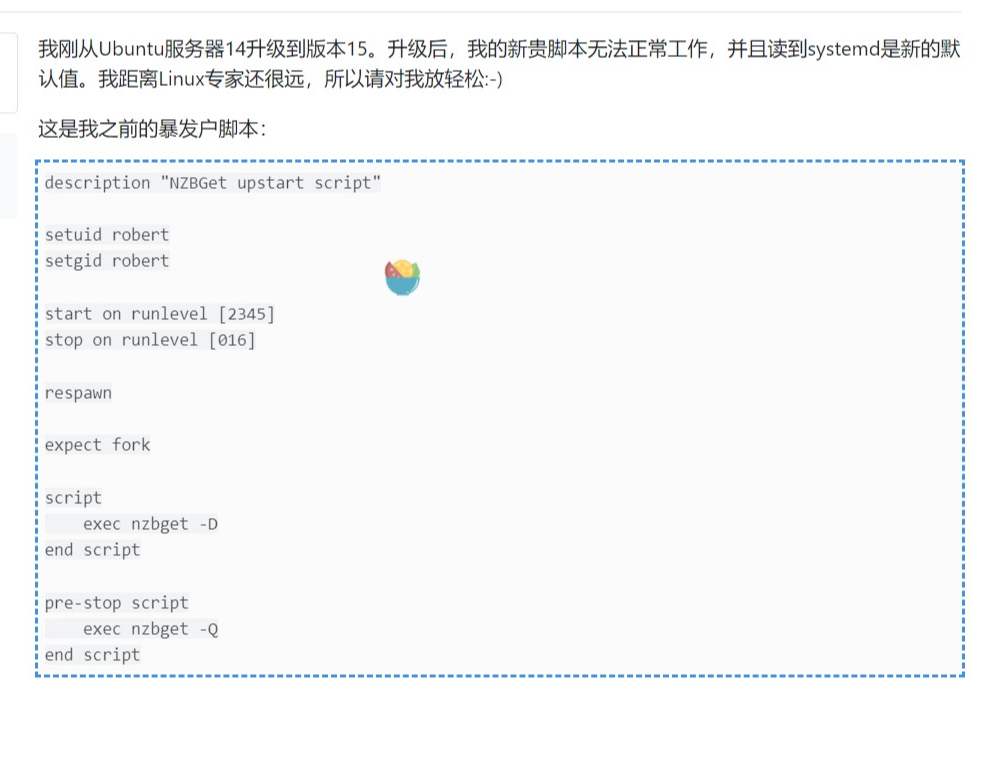 我刚从Ubuntu服务器14升级到版本15。升级后，我的新贵脚本无法正常工作，并且读到systemd是新的默
认值。我距离Linux专家还很远，所以请对我放轻松:-)
这是我之前的暴发户脚本：
description "NZBGet upstart script"
setuid robert
setgid robert
start on runlevel [2345]
stop on runlevel [016]
respawn
expect fork
script
    exec nzbget -D
end script
pre-stop script
    exec nzbget -Q
end script